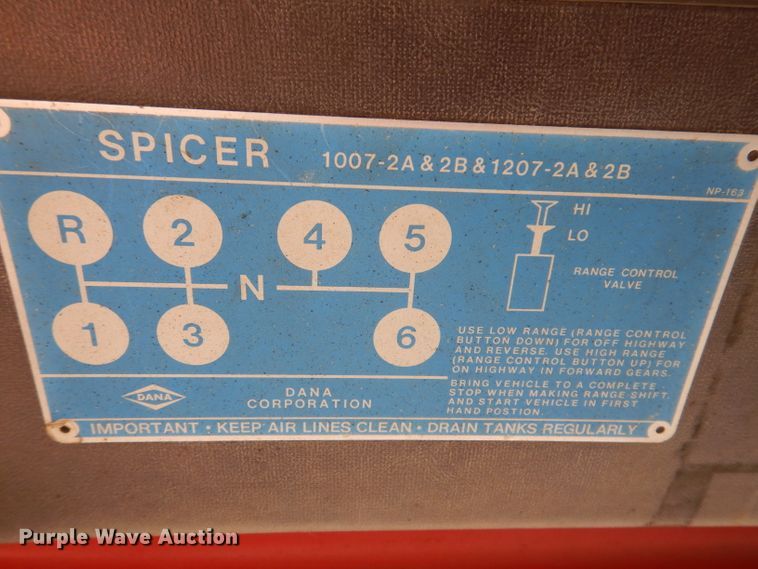 SPICER 1007-2A & 2B & 1207-2A & 2B
NP-163
R 2 4 5
N
1 3 6
HI
LO
RANGE CONTROL
VALVE
USE LOW RANGE (RANGE CONTROL
BUTTON DOWN) FOR OFF HIGHWAY
AND REVERSE. USE HIGH RANGE
(RANGE CONTROL BUTTON UP) FOR
ON HIGHWAY IN FORWARD GEARS.
BRING VEHICLE TO A COMPLETE
STOP WHEN MAKING RANGE SHIFT,
AND START VEHICLE IN FIRST
HAND POSTION.
DANA
DANA
CORPORATION
IMPORTANT · KEEP AIR LINES CLEAN · DRAIN TANKS REGULARLY
Purple Wave Auction